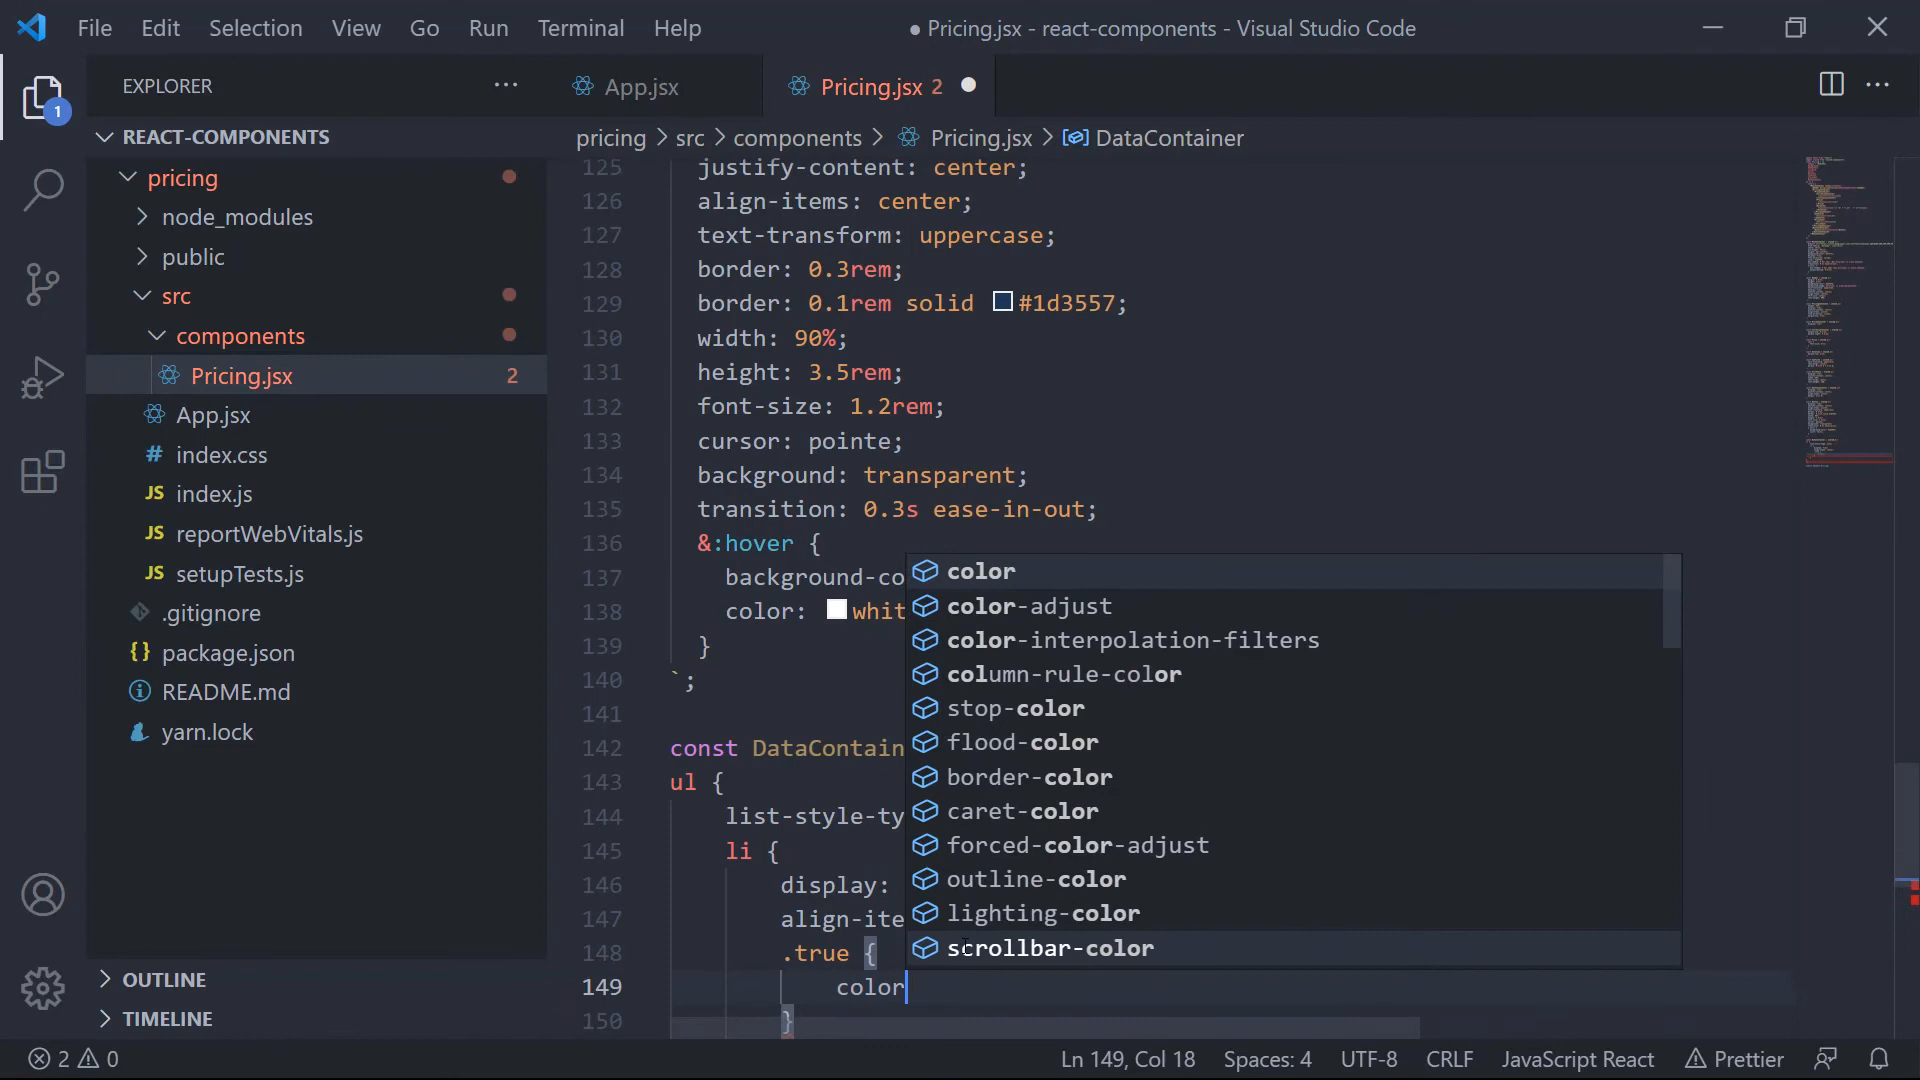 File Edit Selection View Go Run Terminal Help
● Pricing.jsx - react-components - Visual Studio Code
EXPLORER
App.jsx
Pricing.jsx 2
1
REACT-COMPONENTS
pricing > src > components > Pricing.jsx > DataContainer
pricing
node_modules
public
src
components
Pricing.jsx 2
App.jsx
index.css
index.js
reportWebVitals.js
setupTests.js
.gitignore
package.json
README.md
yarn.lock
OUTLINE
TIMELINE
125 justify-content: center;
126 align-items: center;
127 text-transform: uppercase;
128 border: 0.3rem;
129 border: 0.1rem solid #1d3557;
130 width: 90%;
131 height: 3.5rem;
132 font-size: 1.2rem;
133 cursor: pointe;
134 background: transparent;
135 transition: 0.3s ease-in-out;
136 &:hover {
137 background-co
138 color: whit
139 }
140 `;
141
142 const DataContain
143 ul {
144 list-style-ty
145 li {
146 display:
147 align-ite
148 .true {
149 color
150 }
color
color-adjust
color-interpolation-filters
column-rule-color
stop-color
flood-color
border-color
caret-color
forced-color-adjust
outline-color
lighting-color
scrollbar-color
2 0
Ln 149, Col 18 Spaces: 4 UTF-8 CRLF JavaScript React Prettier